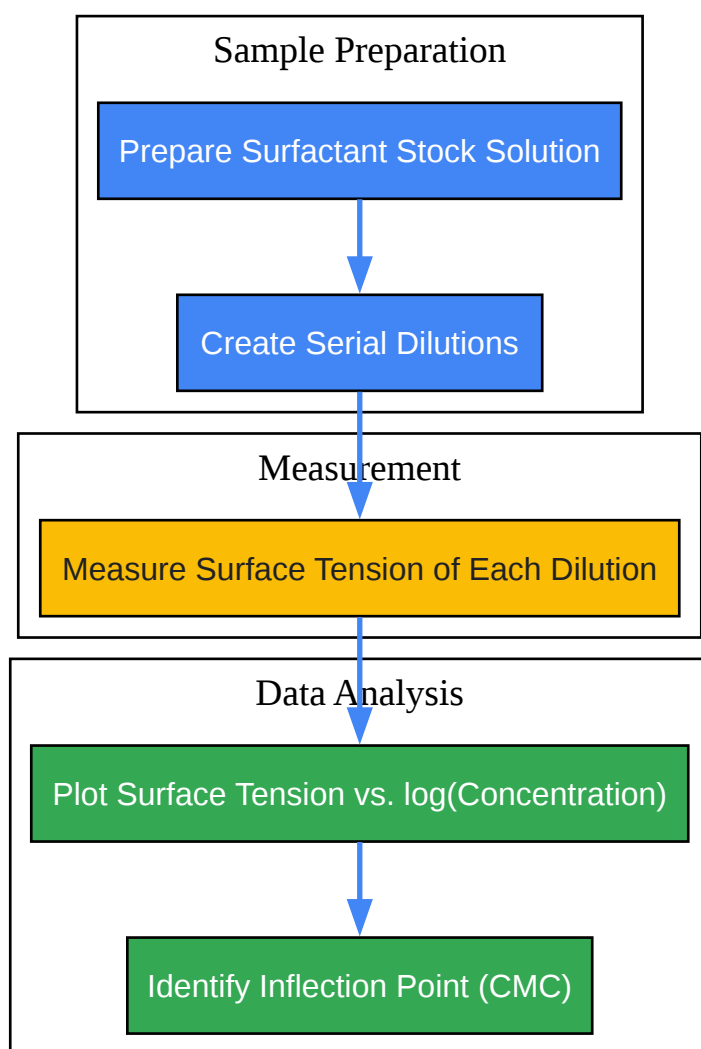 Sample Preparation
Prepare Surfactant Stock Solution
Create Serial Dilutions
Measurement
Measure Surface Tension of Each Dilution
Data Analysis
Plot Surface Tension vs. log(Concentration)
Identify Inflection Point (CMC)